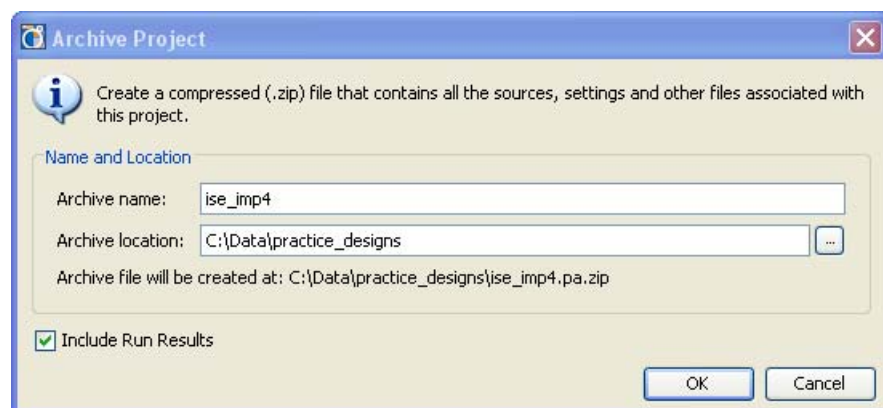 Archive Project
Create a compressed (.zip) file that contains all the sources, settings and other files associated with
this project.
Name and Location
Archive name: ise_imp4
Archive location: C:\Data\practice_designs ...
Archive file will be created at: C:\Data\practice_designs\ise_imp4.pa.zip
Include Run Results
OK Cancel